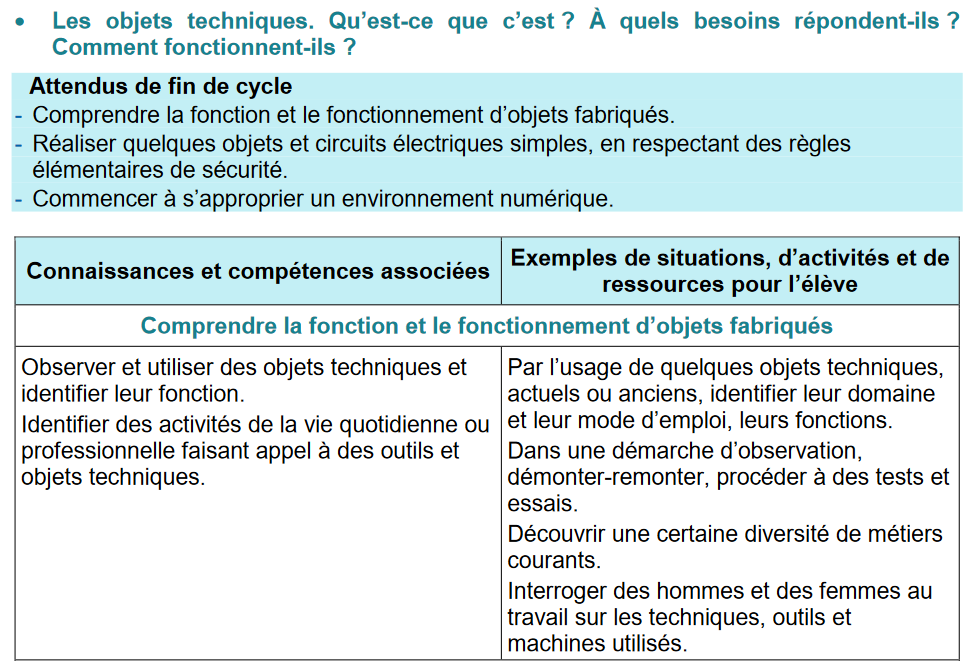 • Les objets techniques. Qu’est-ce que c’est ? À quels besoins répondent-ils ?
Comment fonctionnent-ils ?
Attendus de fin de cycle
- Comprendre la fonction et le fonctionnement d’objets fabriqués.
- Réaliser quelques objets et circuits électriques simples, en respectant des règles
élémentaires de sécurité.
- Commencer à s’approprier un environnement numérique.
Connaissances et compétences associées
Exemples de situations, d’activités et de
ressources pour l’élève
Comprendre la fonction et le fonctionnement d’objets fabriqués
Observer et utiliser des objets techniques et
identifier leur fonction.
Identifier des activités de la vie quotidienne ou
professionnelle faisant appel à des outils et
objets techniques.
Par l’usage de quelques objets techniques,
actuels ou anciens, identifier leur domaine
et leur mode d’emploi, leurs fonctions.
Dans une démarche d’observation,
démonter-remonter, procéder à des tests et
essais.
Découvrir une certaine diversité de métiers
courants.
Interroger des hommes et des femmes au
travail sur les techniques, outils et
machines utilisés.